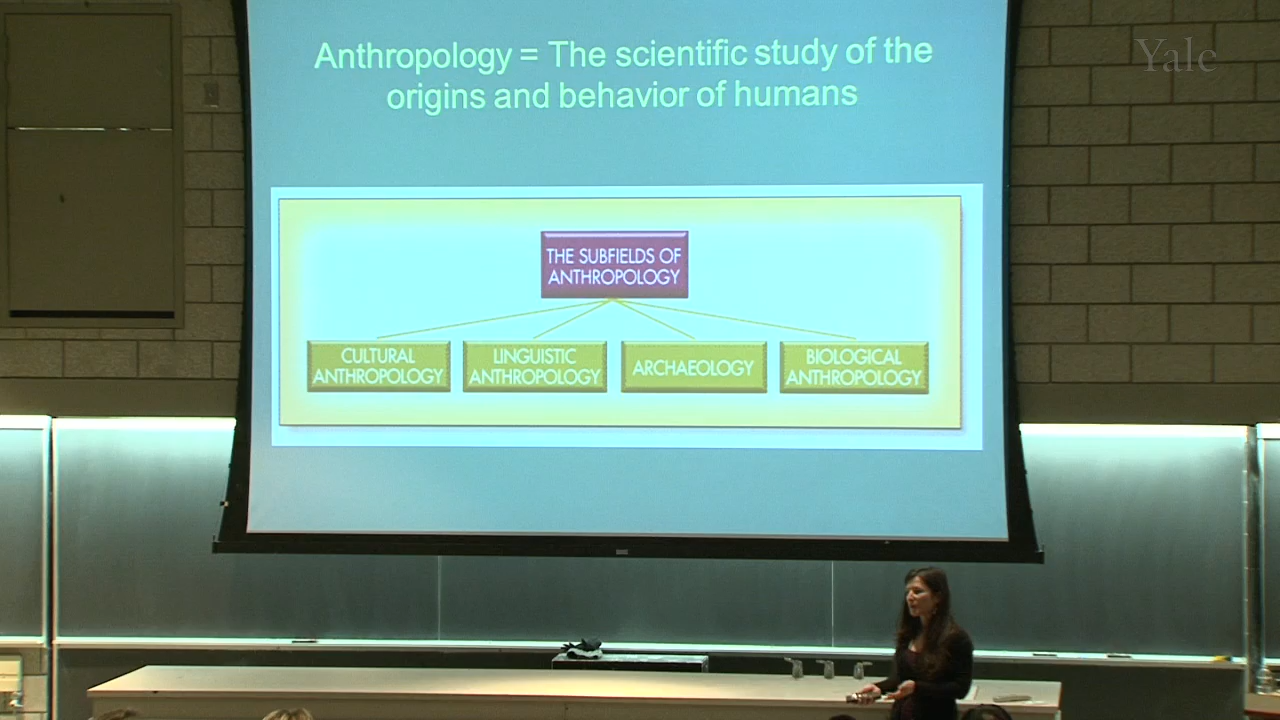 Yale
Anthropology = The scientific study of the
origins and behavior of humans
THE SUBFIELDS OF
ANTHROPOLOGY
CULTURAL
ANTHROPOLOGY
LINGUISTIC
ANTHROPOLOGY
ARCHAEOLOGY
BIOLOGICAL
ANTHROPOLOGY